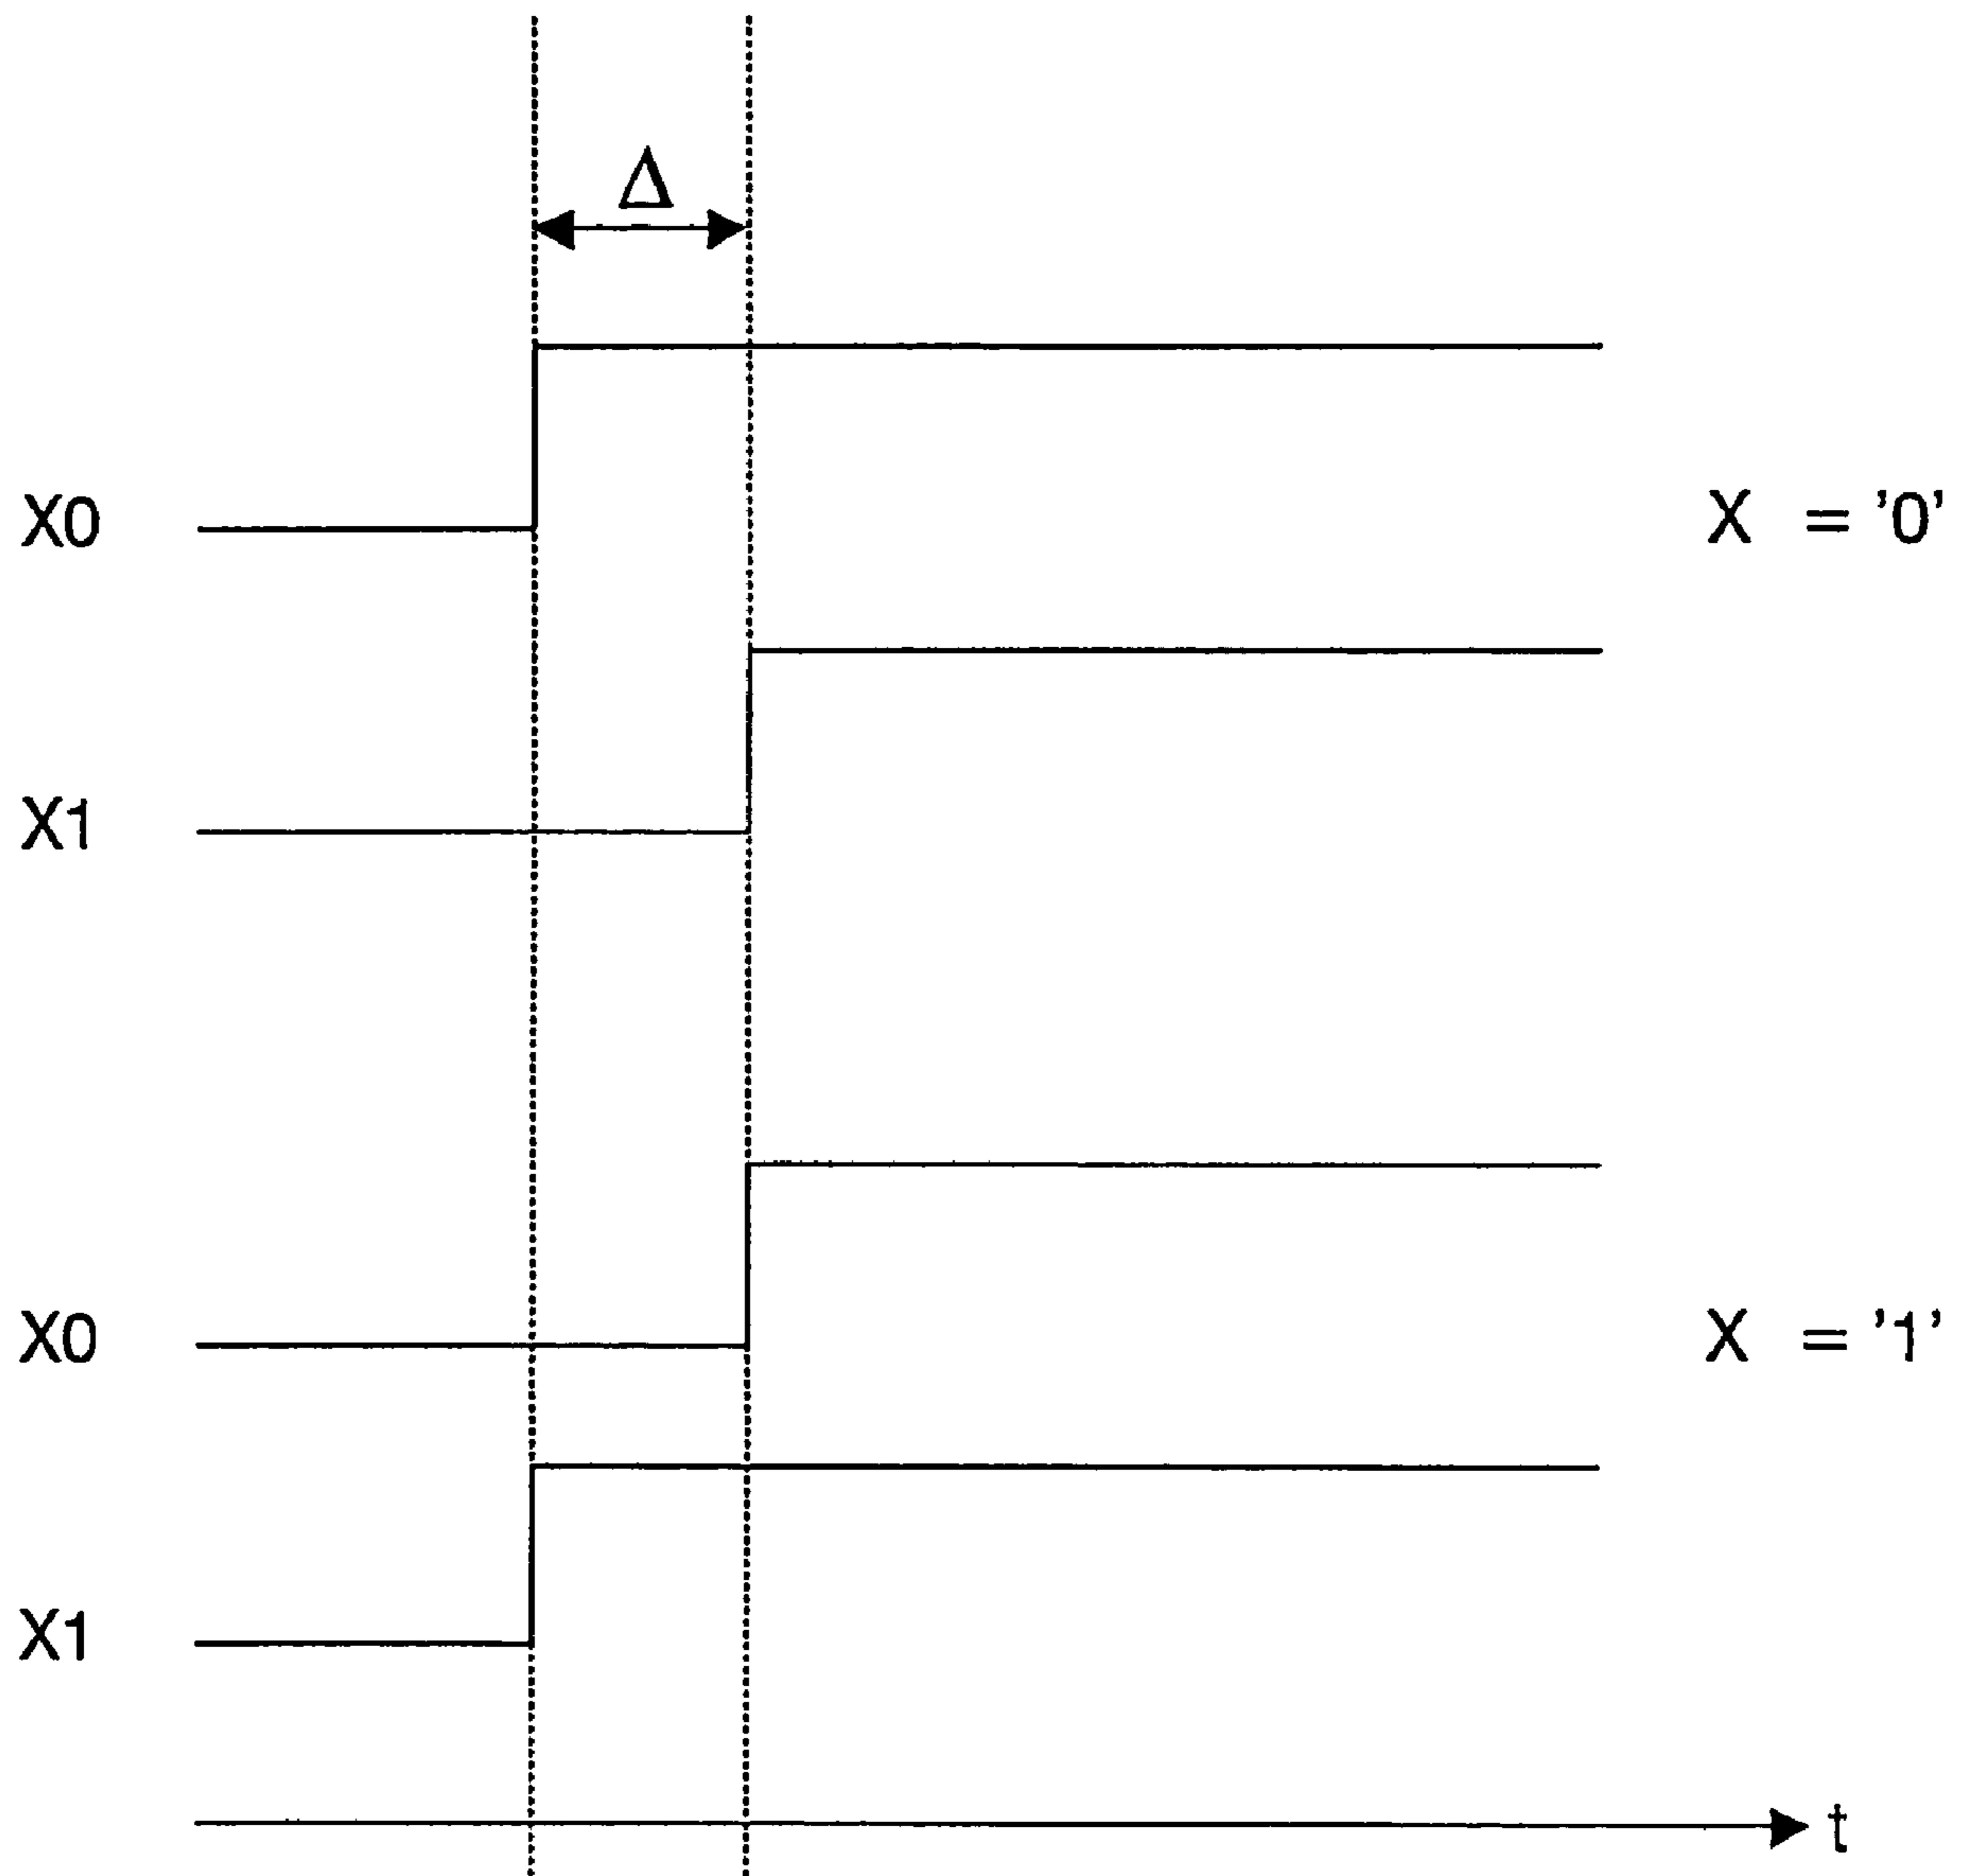 Δ
X0
X = '0'
X1
X0
X = '1'
X1
t